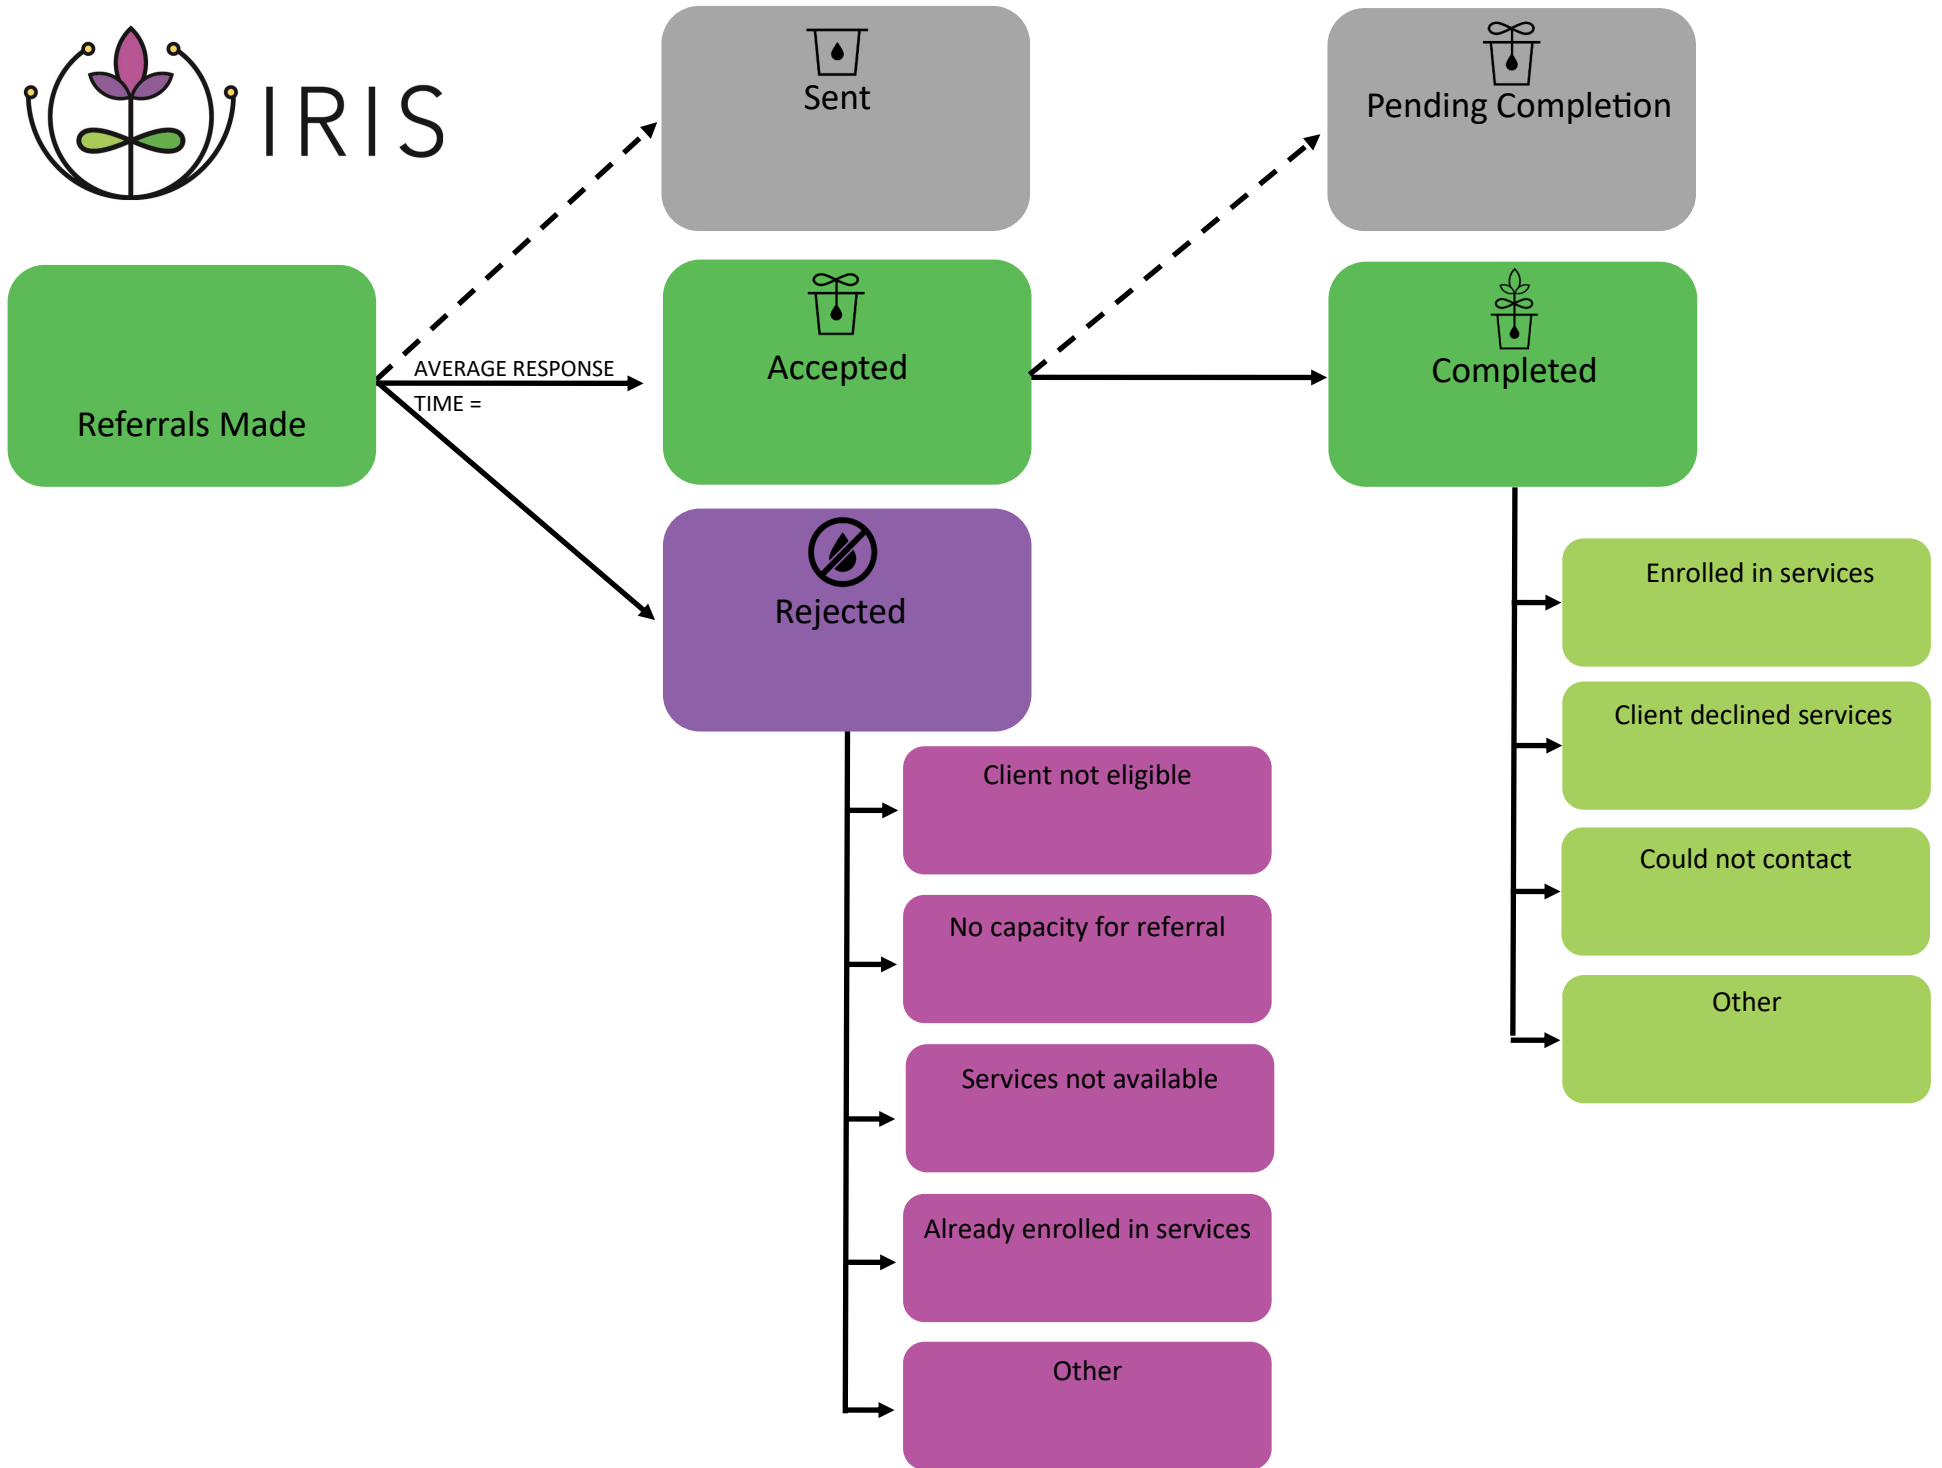 IRIS
Sent
Pending Completion
Referrals Made
AVERAGE RESPONSE
TIME =
Accepted
Completed
Rejected
Client not eligible
No capacity for referral
Services not available
Already enrolled in services
Other
Enrolled in services
Client declined services
Could not contact
Other